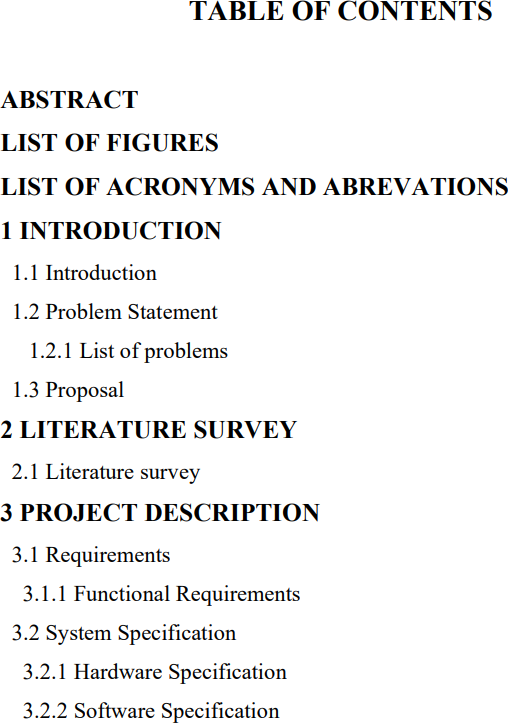 TABLE OF CONTENTS
ABSTRACT
LIST OF FIGURES
LIST OF ACRONYMS AND ABREVATIONS
1 INTRODUCTION
1.1 Introduction
1.2 Problem Statement
1.2.1 List of problems
1.3 Proposal
2 LITERATURE SURVEY
2.1 Literature survey
3 PROJECT DESCRIPTION
3.1 Requirements
3.1.1 Functional Requirements
3.2 System Specification
3.2.1 Hardware Specification
3.2.2 Software Specification